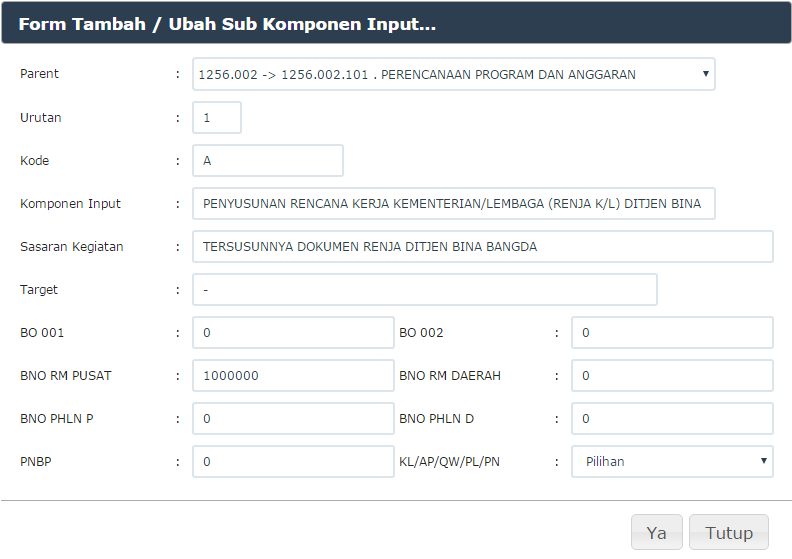 Form Tambah / Ubah Sub Komponen Input...
Parent : 1256.002 -> 1256.002.101 . PERENCANAAN PROGRAM DAN ANGGARAN
Urutan : 1
Kode : A
Komponen Input : PENYUSUNAN RENCANA KERJA KEMENTERIAN/LEMBAGA (RENJA K/L) DITJEN BINA
Sasaran Kegiatan : TERSUSUNNYA DOKUMEN RENJA DITJEN BINA BANGDA
Target : -
BO 001 : 0 BO 002 : 0
BNO RM PUSAT : 1000000 BNO RM DAERAH : 0
BNO PHLN P : 0 BNO PHLN D : 0
PNBP : 0 KL/AP/QW/PL/PN : Pilihan
Ya Tutup